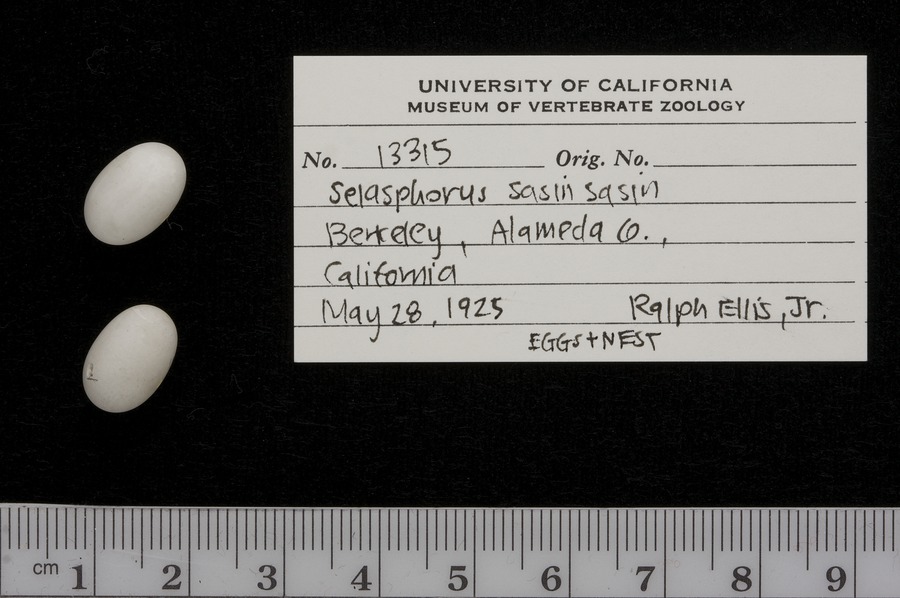 UNIVERSITY OF CALIFORNIA
MUSEUM OF VERTEBRATE ZOOLOGY
No. 13315 Orig. No.
Selasphorus sasin sasin
Berkeley, Alameda Co.,
California
May 28, 1925 Ralph Ellis, Jr.
EGGS + NEST
cm 1 2 3 4 5 6 7 8 9